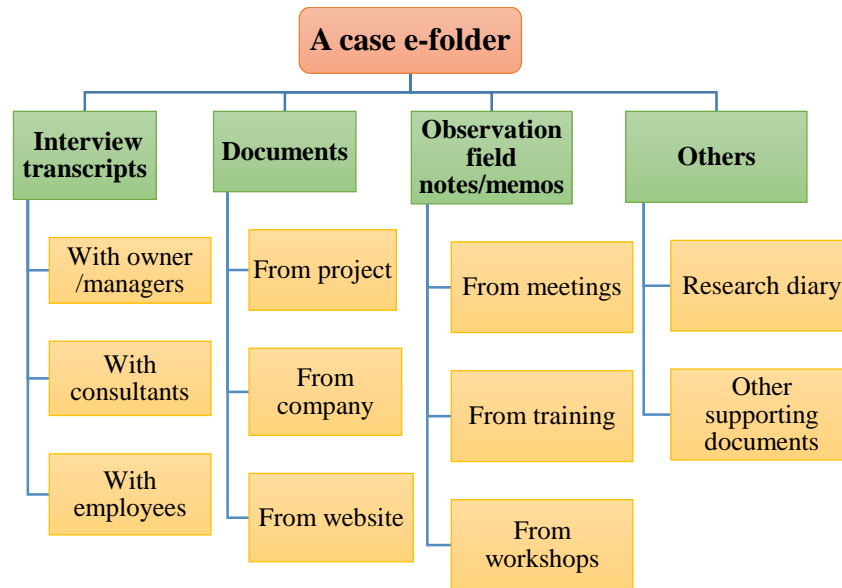 A case e-folder
Interview
transcripts
With owner
/managers
With
consultants
With
employees
Documents
From project
From
company
From website
Observation
field
notes/memos
From meetings
From training
From
workshops
Others
Research diary
Other
supporting
documents